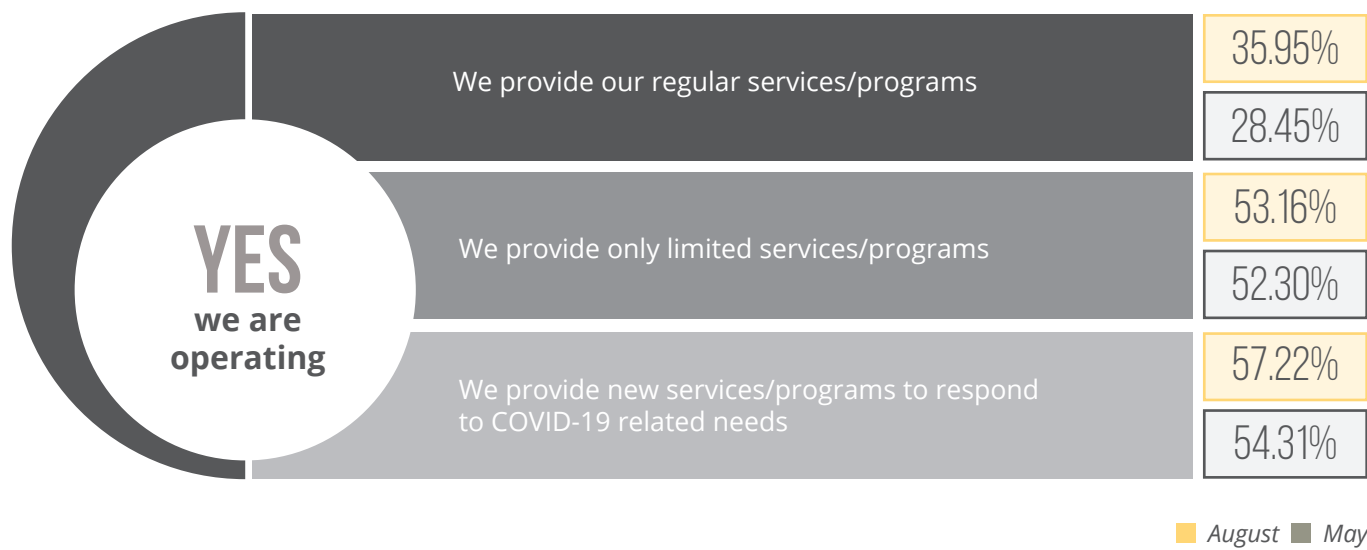 We provide our regular services/programs
35.95%
28.45%
YES
we are
operating
We provide only limited services/programs
53.16%
52.30%
We provide new services/programs to respond
to COVID-19 related needs
57.22%
54.31%
August May